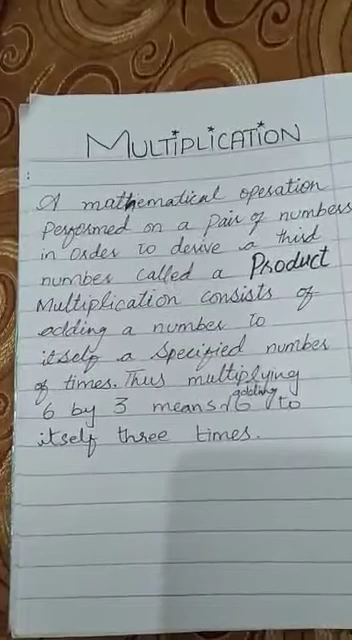 MULTIPLICATION
A mathematical operation
Performed on a pair of numbers
in order to derive a third
number called a Product
Multiplication consists of
adding a number to
itself a specified number
of times. Thus multiplying
6 by 3 means adding 6 to
itself three times.